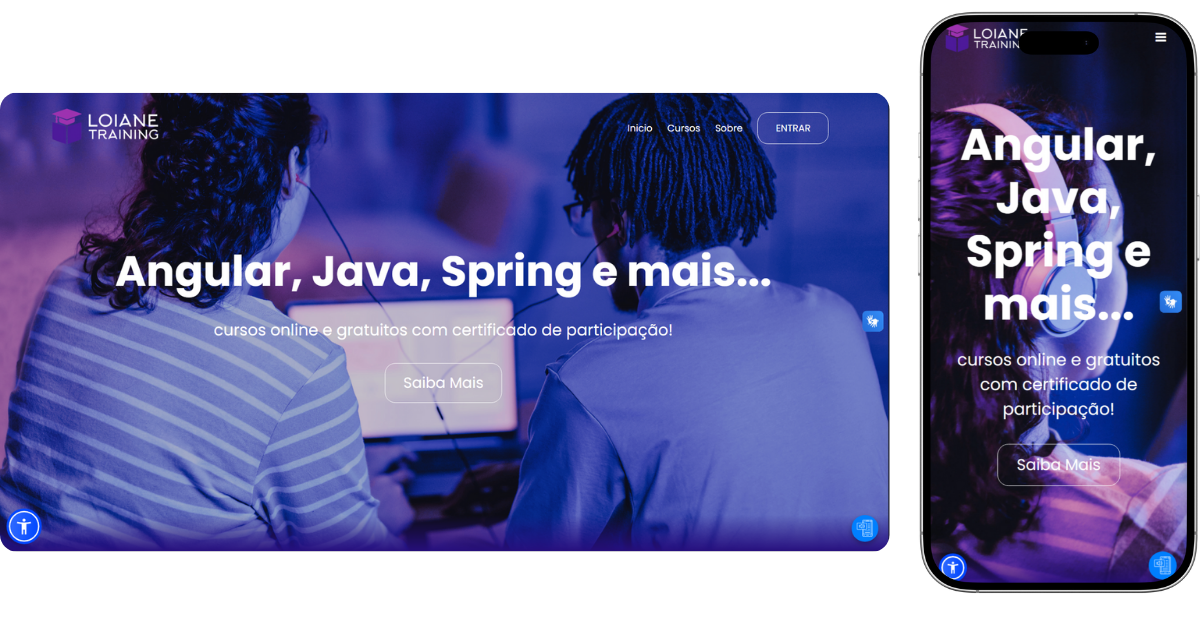 LOIANE
TRAINING
Inicio Cursos Sobre ENTRAR
Angular, Java, Spring e mais...
cursos online e gratuitos com certificado de participação!
Saiba Mais
LOIANE
TRAININ
Angular,
Java,
Spring e
mais...
cursos online e gratuitos
com certificado de
participação!
Saiba Mais